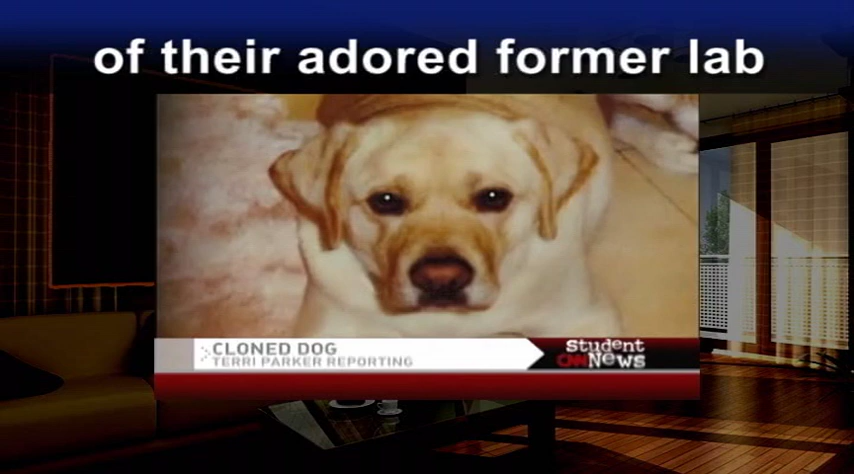 of their adored former lab
CLONED DOG
TERRI PARKER REPORTING
Student
CNN News